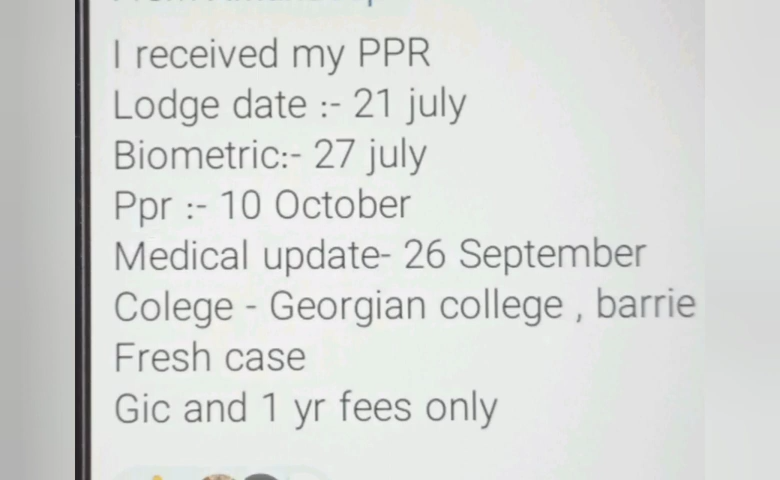 I received my PPR
Lodge date :- 21 july
Biometric:- 27 july
Ppr :- 10 October
Medical update- 26 September
Colege - Georgian college , barrie
Fresh case
Gic and 1 yr fees only